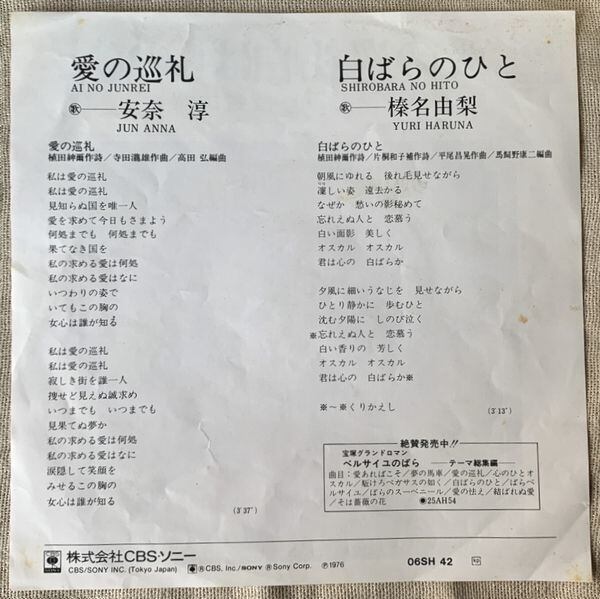 愛の巡礼
AI NO JUNREI
歌——安奈 淳
JUN ANNA
愛の巡礼
植田紳爾作詩/寺田瀧雄作曲/高田 弘編曲
私は愛の巡礼
私は愛の巡礼
見知らぬ国を唯一人
愛を求めて今日もさまよう
何処までも 何処までも
果てなき国を
私の求める愛は何処
私の求める愛はなに
いつわりの姿で
いてもこの胸の
女心は誰が知る
私は愛の巡礼
私は愛の巡礼
寂しき街を誰一人
捜せど見えぬ誠求め
いつまでも いつまでも
見果てぬ夢か
私の求める愛は何処
私の求める愛はなに
涙隠して笑顔を
みせるこの胸の
女心は誰が知る
(3'37")
白ばらのひと
SHIROBARA NO HITO
歌——榛名由梨
YURI HARUNA
白ばらのひと
植田紳爾作詩/片桐和子補作詩/平尾昌晃作曲/馬飼野康二編曲
朝風にゆれる 後れ毛見せながら
凜しい姿 遠去かる
なぜか 愁いの影秘めて
忘れえぬ人と 恋慕う
白い面影 美しく
オスカル オスカル
君は心の 白ばらか
夕風に細いうなじを 見せながら
ひとり静かに 歩むひと
沈む夕陽に しのび泣く
※忘れえぬ人と 恋慕う
白い香りの 芳しく
オスカル オスカル
君は心の 白ばらか※
※〜※くりかえし
(3'13")
絶賛発売中!!
宝塚グランドロマン
ベルサイユのばら ——テーマ総集編——
曲目:愛あればこそ/夢の馬車/愛の巡礼/心のひとオ
スカル/駈けろペガサスの如く/白ばらのひと/ばらベ
ルサイユ/ばらのスーベニール/愛の怯え/結ばれぬ愛
/そは薔薇の花 ●25AH54
株式会社CBS・ソニー
CBS/SONY INC. (Tokyo Japan)
Ⓡ CBS, Inc./SONY Ⓡ SONY INC./Ⓟ1976
06SH 42